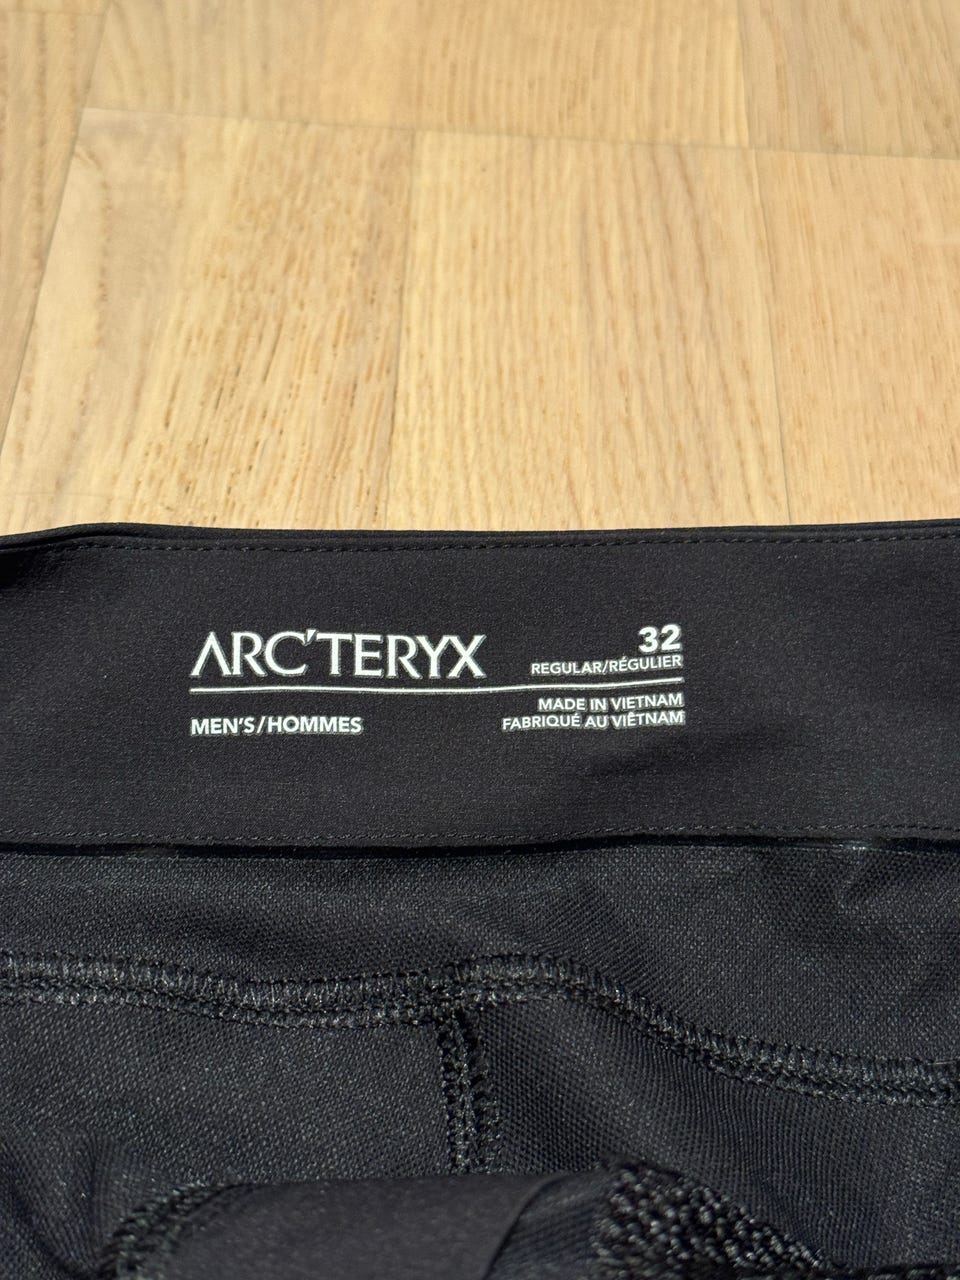 ARC'TERYX
32
REGULAR/RÉGULIER
MEN'S/HOMMES
MADE IN VIETNAM
FABRIQUÉ AU VIÊTNAM